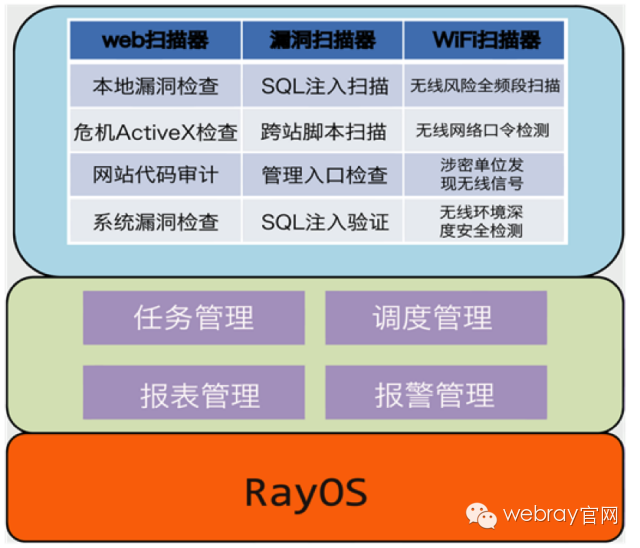 web扫描器 漏洞扫描器 WiFi扫描器
本地漏洞检查 SQL注入扫描 无线风险全频段扫描
危机ActiveX检查 跨站脚本扫描 无线网络口令检测
网站代码审计 管理入口检查 涉密单位发
现无线信号
系统漏洞检查 SQL注入验证 无线环境深
度安全检测
任务管理 调度管理
报表管理 报警管理
RayOS
webray官网